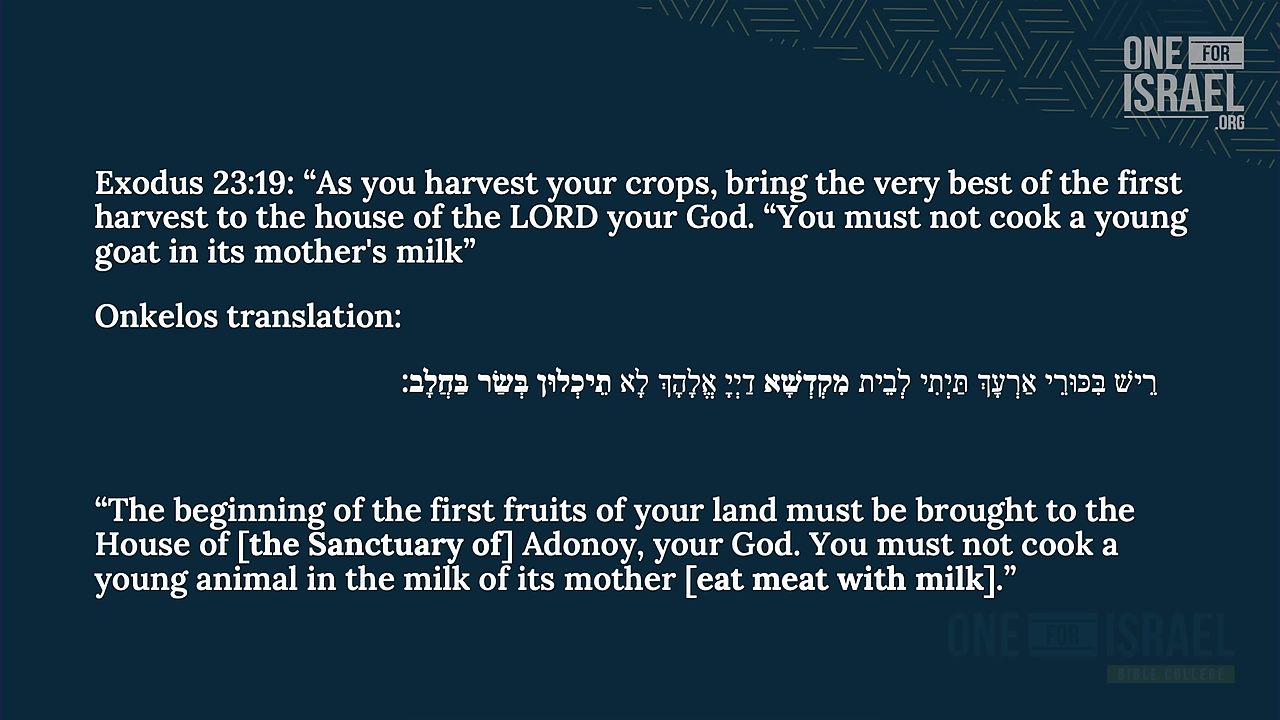 ONE FOR
ISRAEL
.ORG
Exodus 23:19: “As you harvest your crops, bring the very best of the first
harvest to the house of the LORD your God. “You must not cook a young
goat in its mother's milk”
Onkelos translation:
רֵישׁ בִּכּוּרֵי אַרְעָךְ תַּיְתִי לְבֵית מִקְדְשָׁא דַיְיָ אֱלָהָךְ לָא תֵיכְלוּן בְּשַׂר בַּחֲלָב:
“The beginning of the first fruits of your land must be brought to the
House of [the Sanctuary of] Adonoy, your God. You must not cook a
young animal in the milk of its mother [eat meat with milk].”
ONE FOR ISRAEL
BIBLE COLLEGE